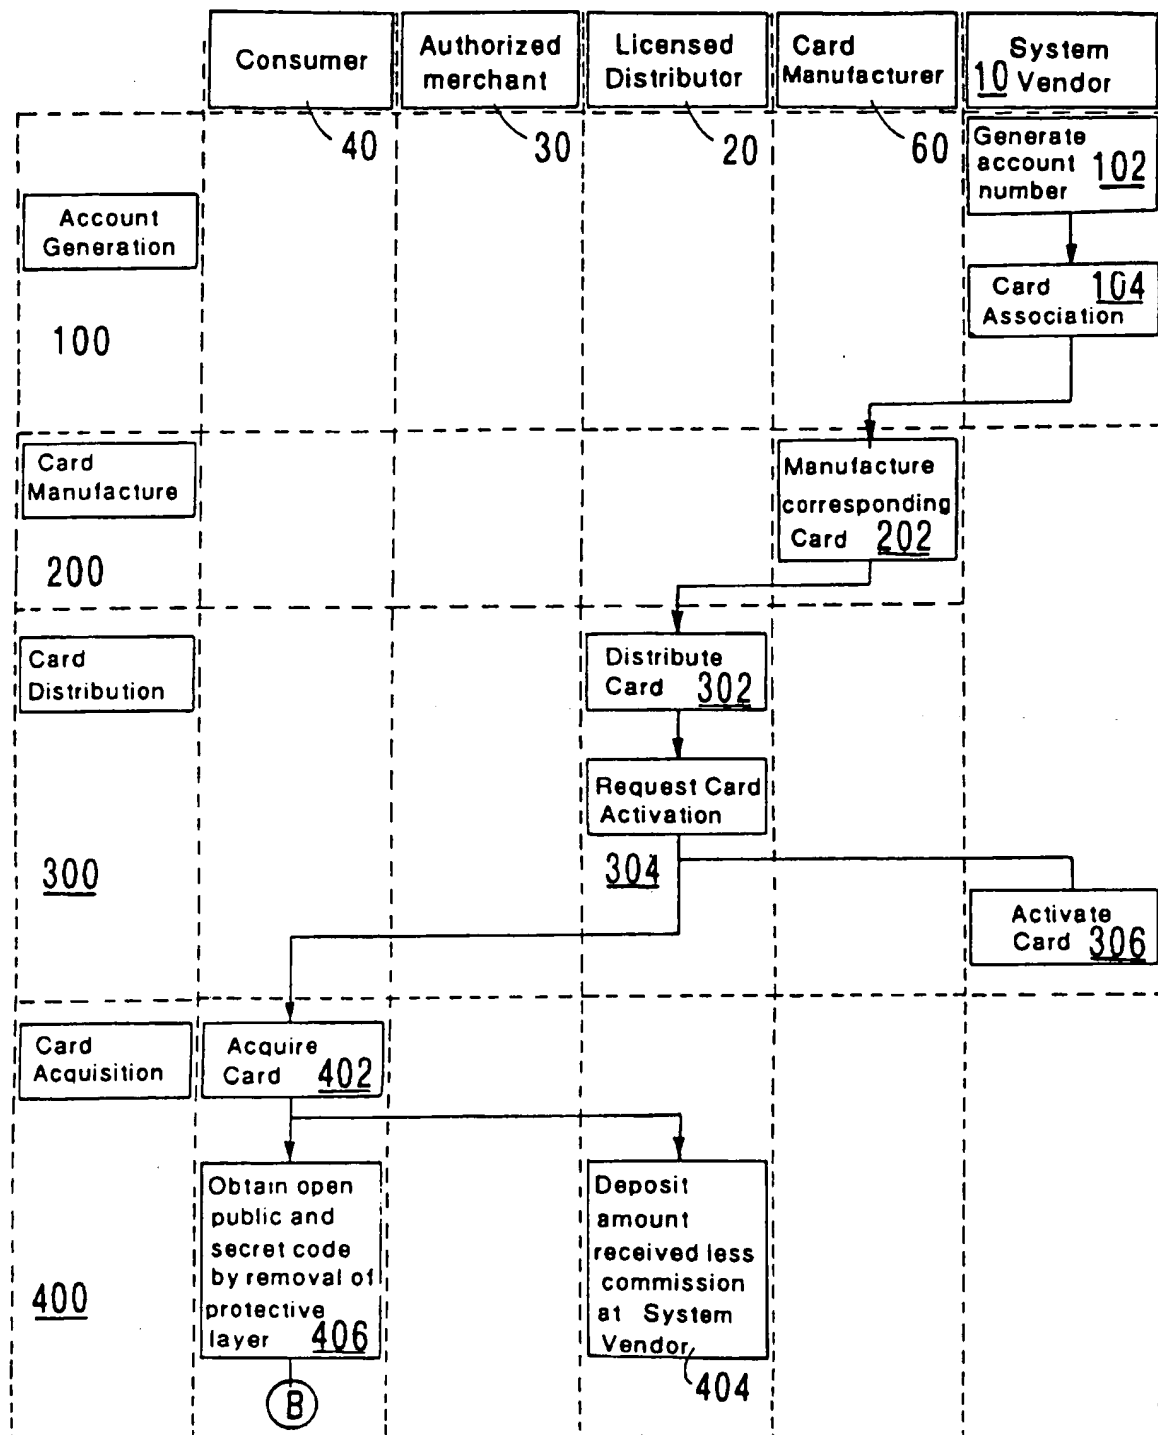 Consumer
Authorized
merchant
Licensed
Distributor
Card
Manufacturer
System
10 Vendor
40
30
20
60
Generate
account 102
number
Account
Generation
Card 104
Association
100
Card
Manufacture
Manufacture
corresponding
Card 202
200
Card
Distribution
Distribute
Card 302
Request Card
Activation
300
304
Activate
Card 306
Card
Acquisition
Acquire
Card 402
Obtain open
public and
secret code
by removal of
protective
layer 406
Deposit
amount
received less
commission
at System
Vendor
400
404
B